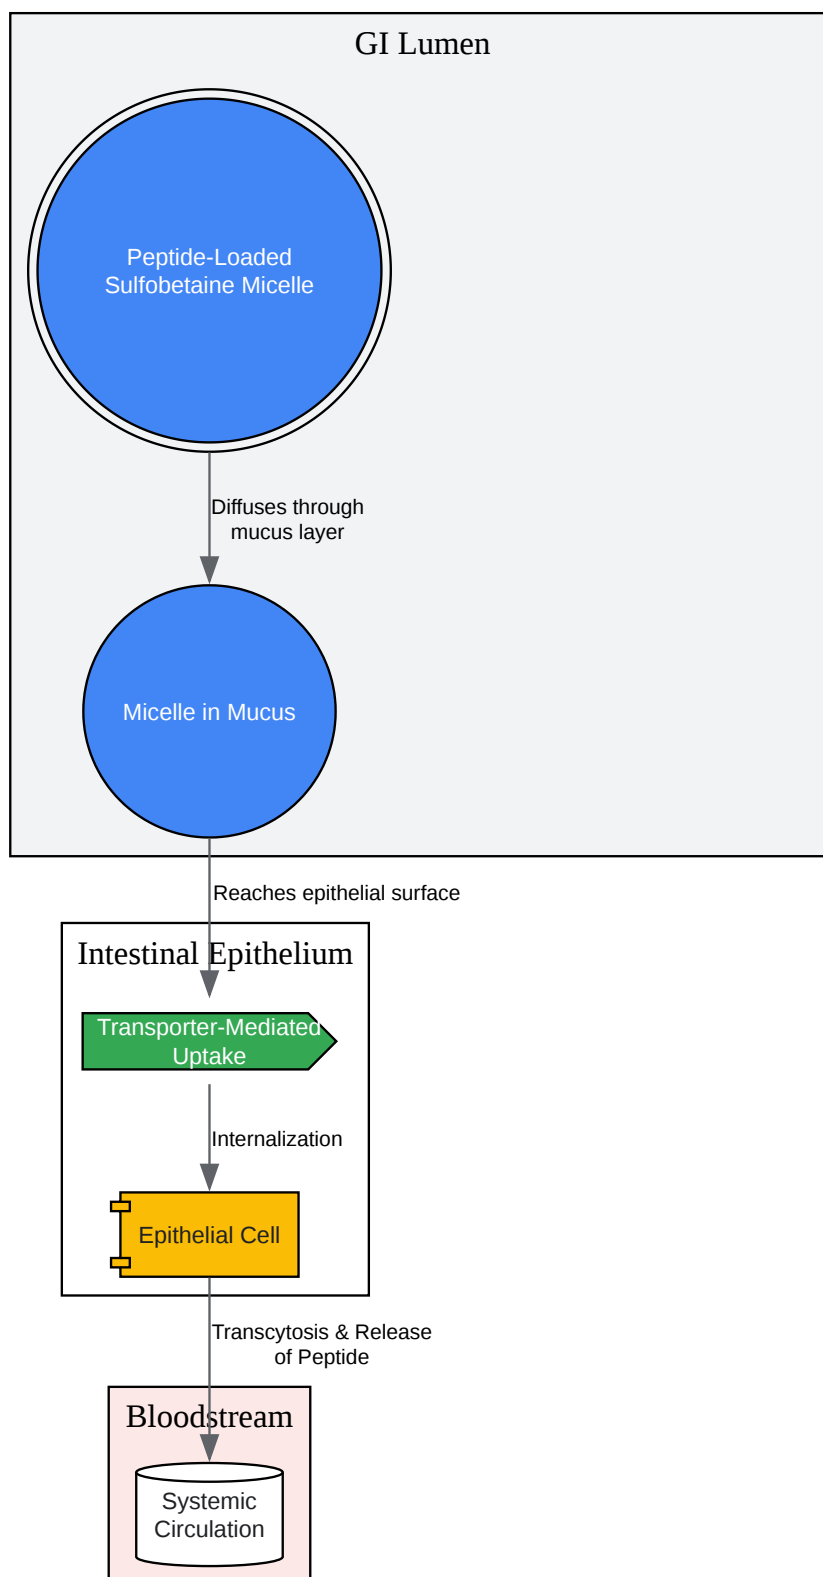 GI Lumen
Peptide-Loaded
Sulfobetaine Micelle
Diffuses through
mucus layer
Micelle in Mucus
Reaches epithelial surface
Intestinal Epithelium
Transporter-Mediated
Uptake
Internalization
Epithelial Cell
Transcytosis & Release
of Peptide
Bloodstream
Systemic
Circulation